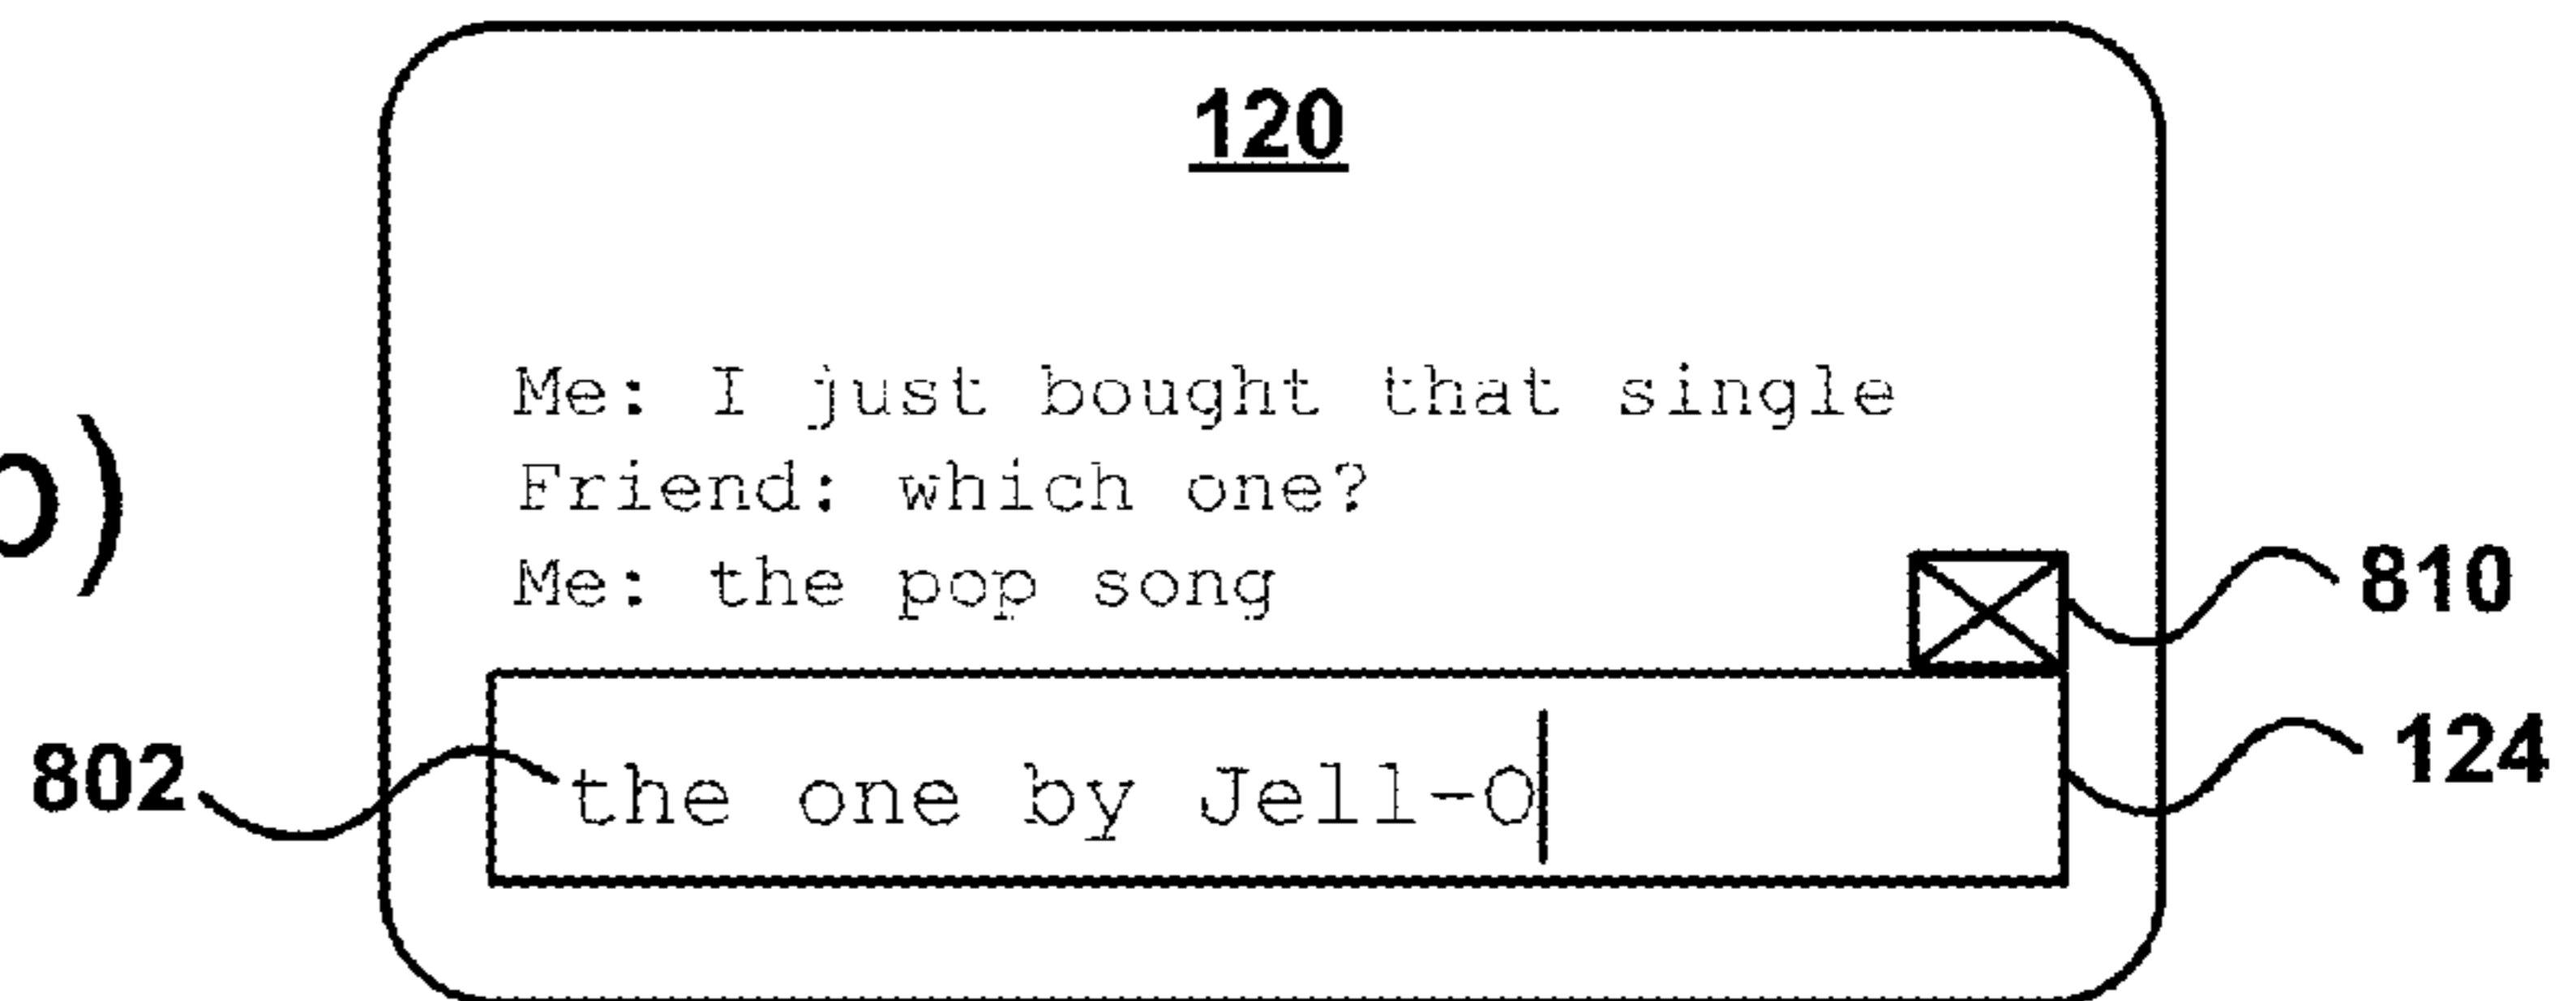 120
Me: I just bought that single
Friend: which one?
Me: the pop song
810
124
the one by Jell-O
802